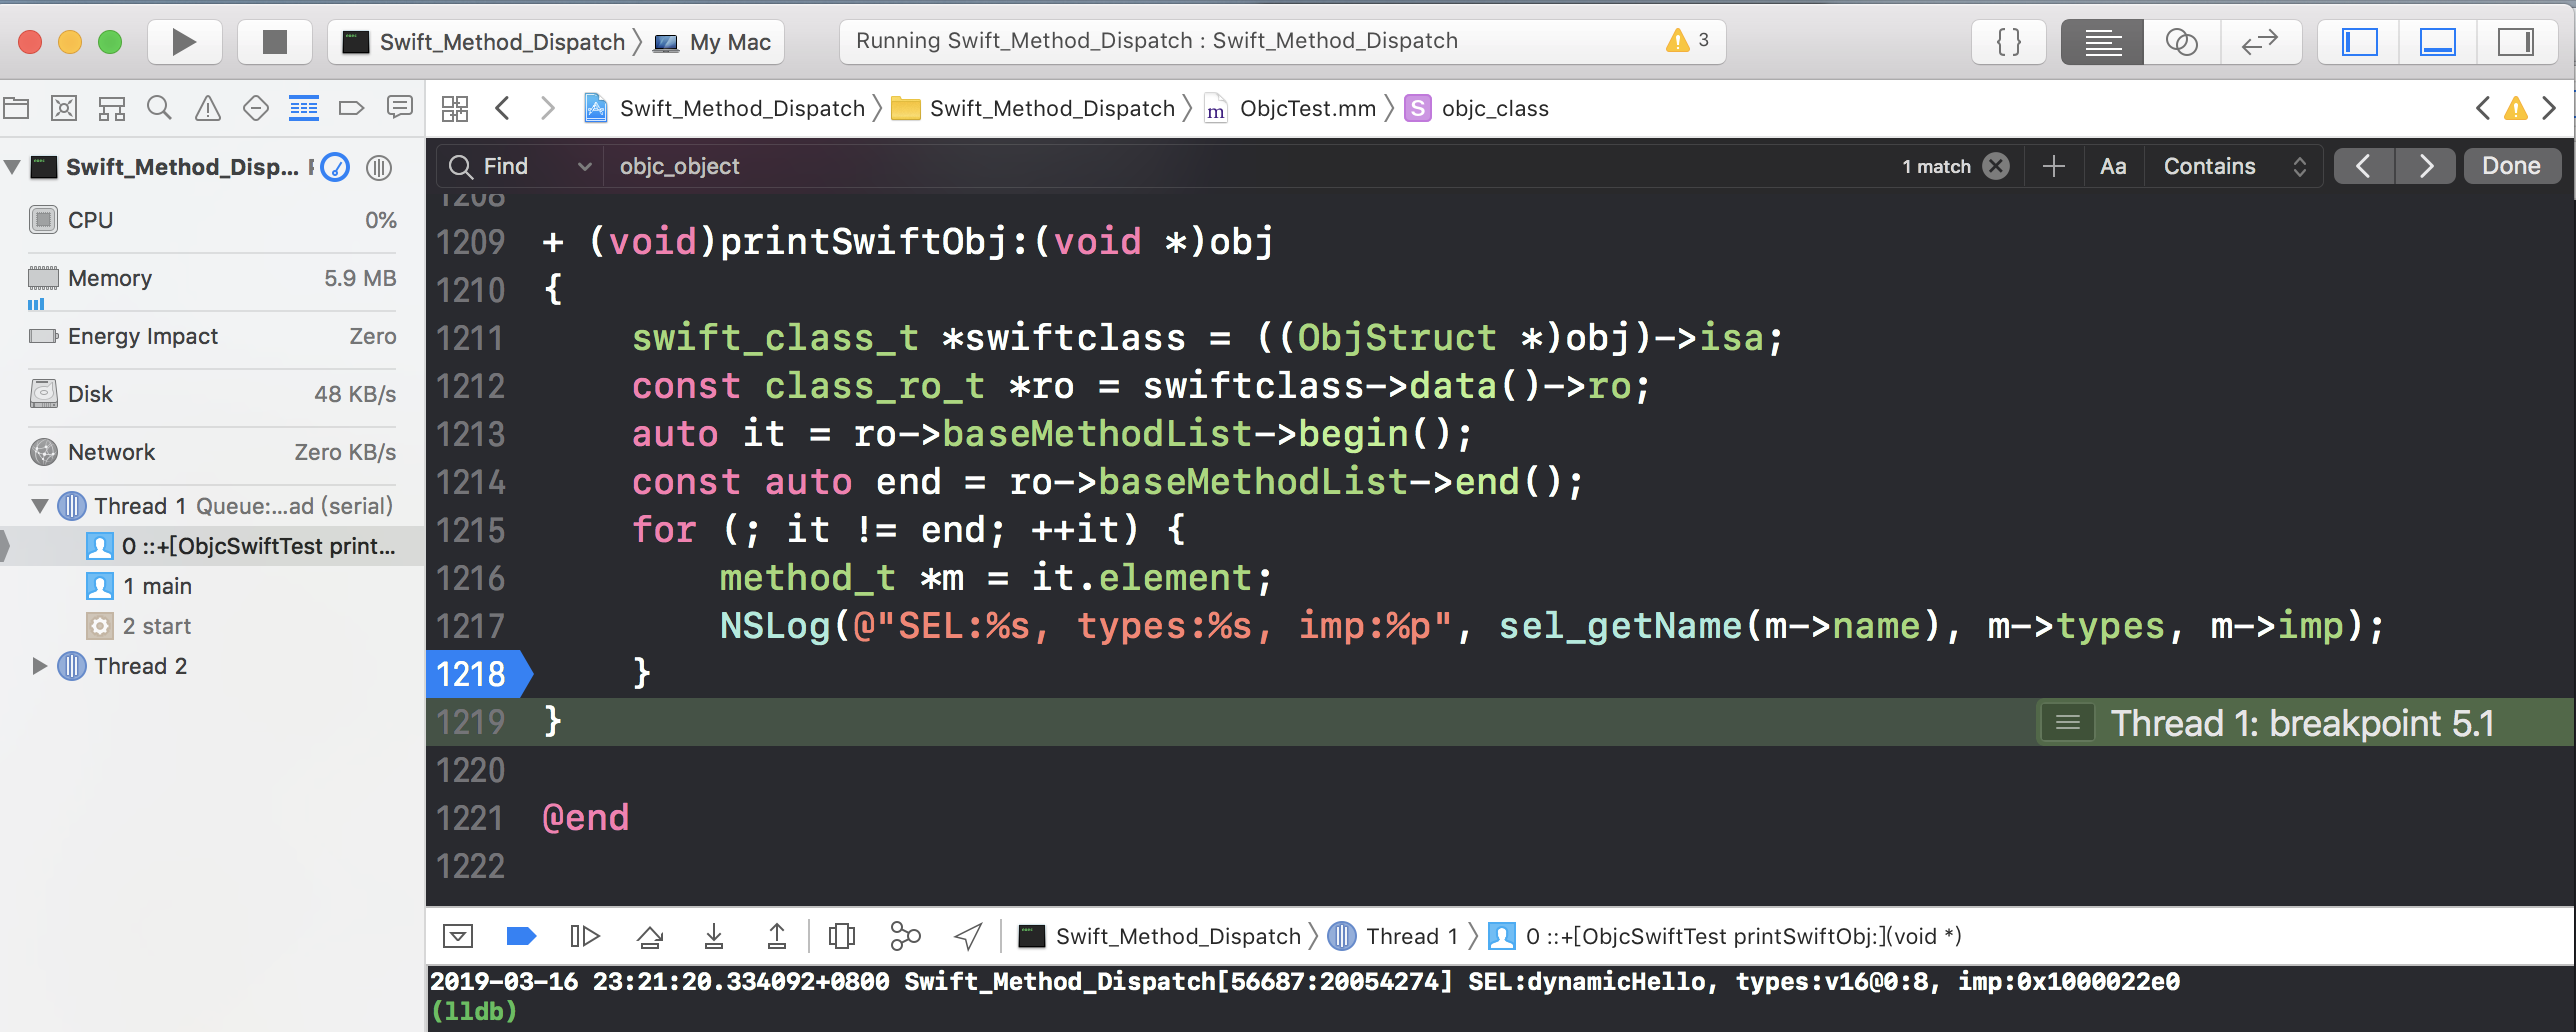 Swift_Method_Dispatch 〉 My Mac
Running Swift_Method_Dispatch : Swift_Method_Dispatch
3
{ }
Swift_Method_Dispatch 〉 Swift_Method_Dispatch 〉 m ObjcTest.mm 〉 S objc_class
Swift_Method_Disp...
CPU 0%
Memory 5.9 MB
Energy Impact Zero
Disk 48 KB/s
Network Zero KB/s
Thread 1 Queue:...ad (serial)
0 ::+[ObjcSwiftTest print...
1 main
2 start
Thread 2
Find objc_object 1 match Aa Contains Done
1208
1209 + (void)printSwiftObj:(void *)obj
1210 {
1211 swift_class_t *swiftclass = ((ObjStruct *)obj)->isa;
1212 const class_ro_t *ro = swiftclass->data()->ro;
1213 auto it = ro->baseMethodList->begin();
1214 const auto end = ro->baseMethodList->end();
1215 for (; it != end; ++it) {
1216 method_t *m = it.element;
1217 NSLog(@"SEL:%s, types:%s, imp:%p", sel_getName(m->name), m->types, m->imp);
1218 }
1219 } Thread 1: breakpoint 5.1
1220
1221 @end
1222
Swift_Method_Dispatch 〉 Thread 1 〉 0 ::+[ObjcSwiftTest printSwiftObj:](void *)
2019-03-16 23:21:20.334092+0800 Swift_Method_Dispatch[56687:20054274] SEL:dynamicHello, types:v16@0:8, imp:0x1000022e0
(lldb)